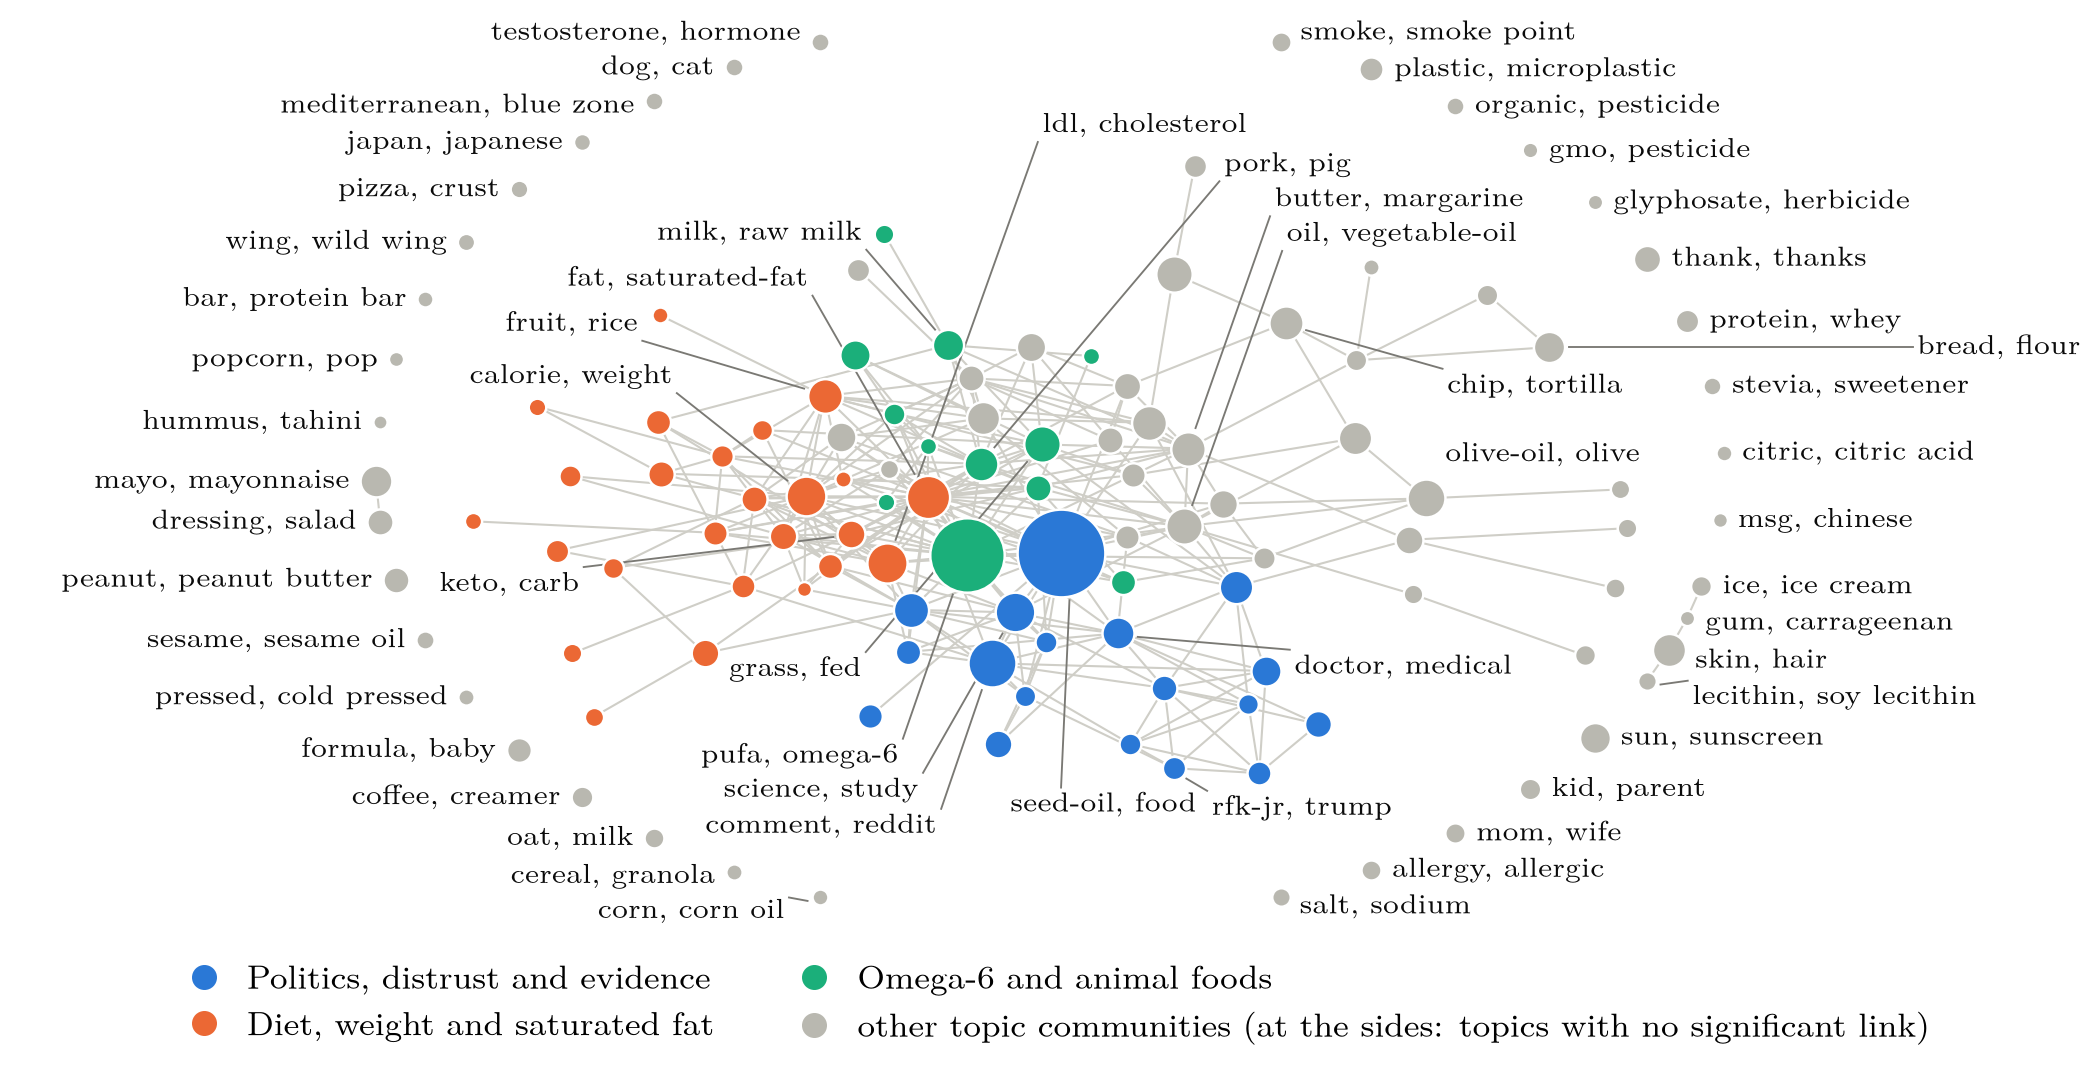 testosterone, hormone
dog, cat
mediterranean, blue zone
japan, japanese
pizza, crust
wing, wild wing
bar, protein bar
popcorn, pop
hummus, tahini
mayo, mayonnaise
dressing, salad
peanut, peanut butter
sesame, sesame oil
pressed, cold pressed
formula, baby
coffee, creamer
oat, milk
cereal, granola
corn, corn oil
milk, raw milk
fat, saturated-fat
fruit, rice
calorie, weight
keto, carb
grass, fed
pufa, omega-6
science, study
comment, reddit
ldl, cholesterol
pork, pig
butter, margarine
oil, vegetable-oil
chip, tortilla
olive-oil, olive
doctor, medical
seed-oil, food
rfk-jr, trump
smoke, smoke point
plastic, microplastic
organic, pesticide
gmo, pesticide
glyphosate, herbicide
thank, thanks
protein, whey
bread, flour
stevia, sweetener
citric, citric acid
msg, chinese
ice, ice cream
gum, carrageenan
skin, hair
lecithin, soy lecithin
sun, sunscreen
kid, parent
mom, wife
allergy, allergic
salt, sodium
Politics, distrust and evidence
Diet, weight and saturated fat
Omega-6 and animal foods
other topic communities (at the sides: topics with no significant link)